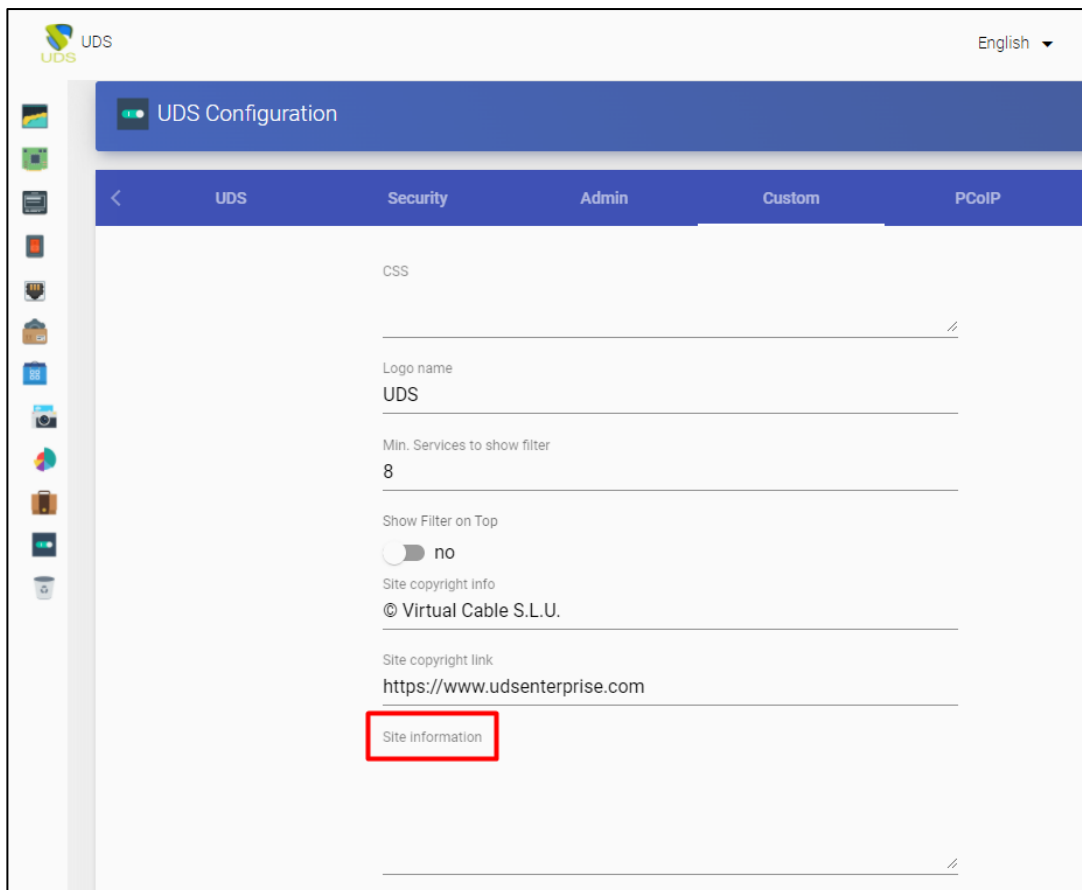 UDS
UDS
English
UDS Configuration
UDS Security Admin Custom PCoIP
CSS
Logo name
UDS
Min. Services to show filter
8
Show Filter on Top
no
Site copyright info
© Virtual Cable S.L.U.
Site copyright link
https://www.udsenterprise.com
Site information